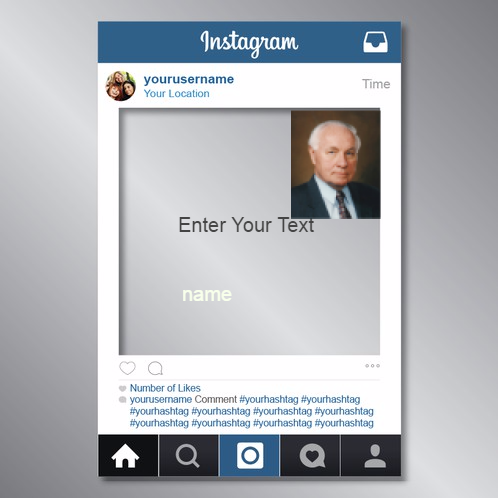 Instagram
yourusername
Your Location
Time
Enter Your Text
name
Number of Likes
yourusername Comment #yourhashtag #yourhashtag
#yourhashtag #yourhashtag #yourhashtag #yourhashtag
#yourhashtag #yourhashtag #yourhashtag #yourhashtag